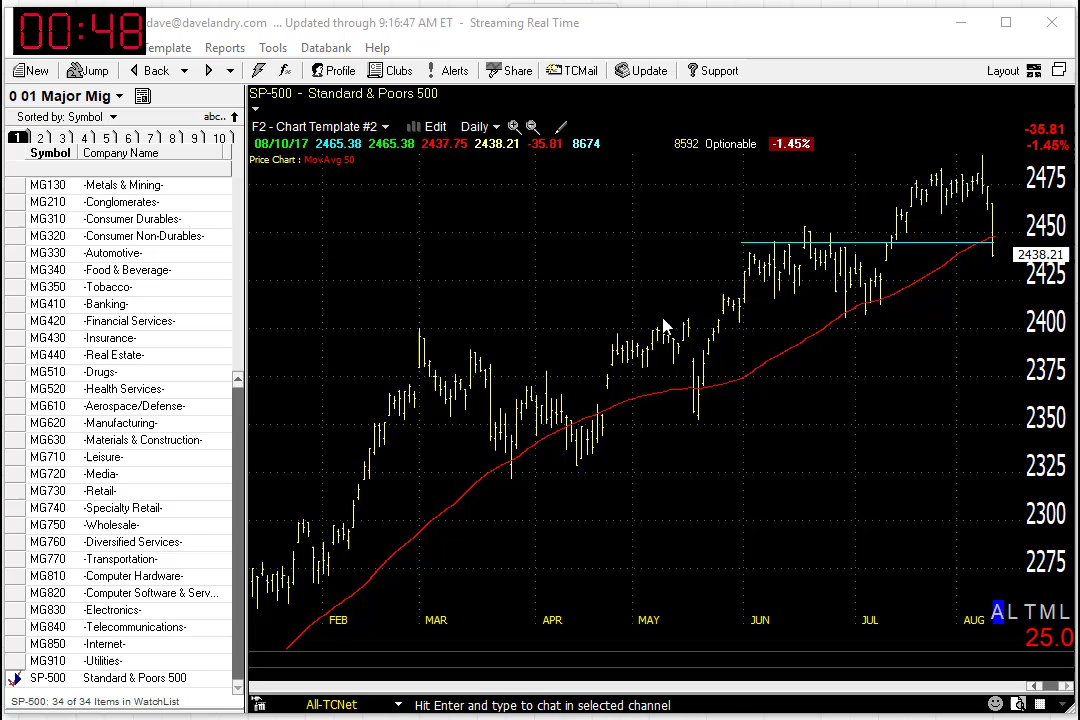 00:48
dave@davelandry.com ... Updated through 9:16:47 AM ET - Streaming Real Time
emplate Reports Tools Databank Help
New Jump Back Profile Clubs Alerts Share TCMail Update Support Layout
0 01 Major Mig
SP-500 - Standard & Poors 500
Sorted by: Symbol abc..
F2 - Chart Template #2 Edit Daily
1 2 3 4 5 6 7 8 9 10
08/10/17 2465.38 2465.38 2437.75 2438.21 -35.81 8674 8592 Optionable -1.45%
-35.81
-1.45%
Symbol Company Name
Price Chart : MovAvg 50
MG130 -Metals & Mining-
MG210 -Conglomerates-
MG310 -Consumer Durables-
MG320 -Consumer Non-Durables-
MG330 -Automotive-
MG340 -Food & Beverage-
MG350 -Tobacco-
MG410 -Banking-
MG420 -Financial Services-
MG430 -Insurance-
MG440 -Real Estate-
MG510 -Drugs-
MG520 -Health Services-
MG610 -Aerospace/Defense-
MG620 -Manufacturing-
MG630 -Materials & Construction-
MG710 -Leisure-
MG720 -Media-
MG730 -Retail-
MG740 -Specialty Retail-
MG750 -Wholesale-
MG760 -Diversified Services-
MG770 -Transportation-
MG810 -Computer Hardware-
MG820 -Computer Software & Serv...
MG830 -Electronics-
MG840 -Telecommunications-
MG850 -Internet-
MG910 -Utilities-
SP-500 Standard & Poors 500
SP-500: 34 of 34 Items in WatchList
2475
2450
2438.21
2425
2400
2375
2350
2325
2300
2275
FEB MAR APR MAY JUN JUL AUG
A L T M L
25.0
All-TCNet Hit Enter and type to chat in selected channel